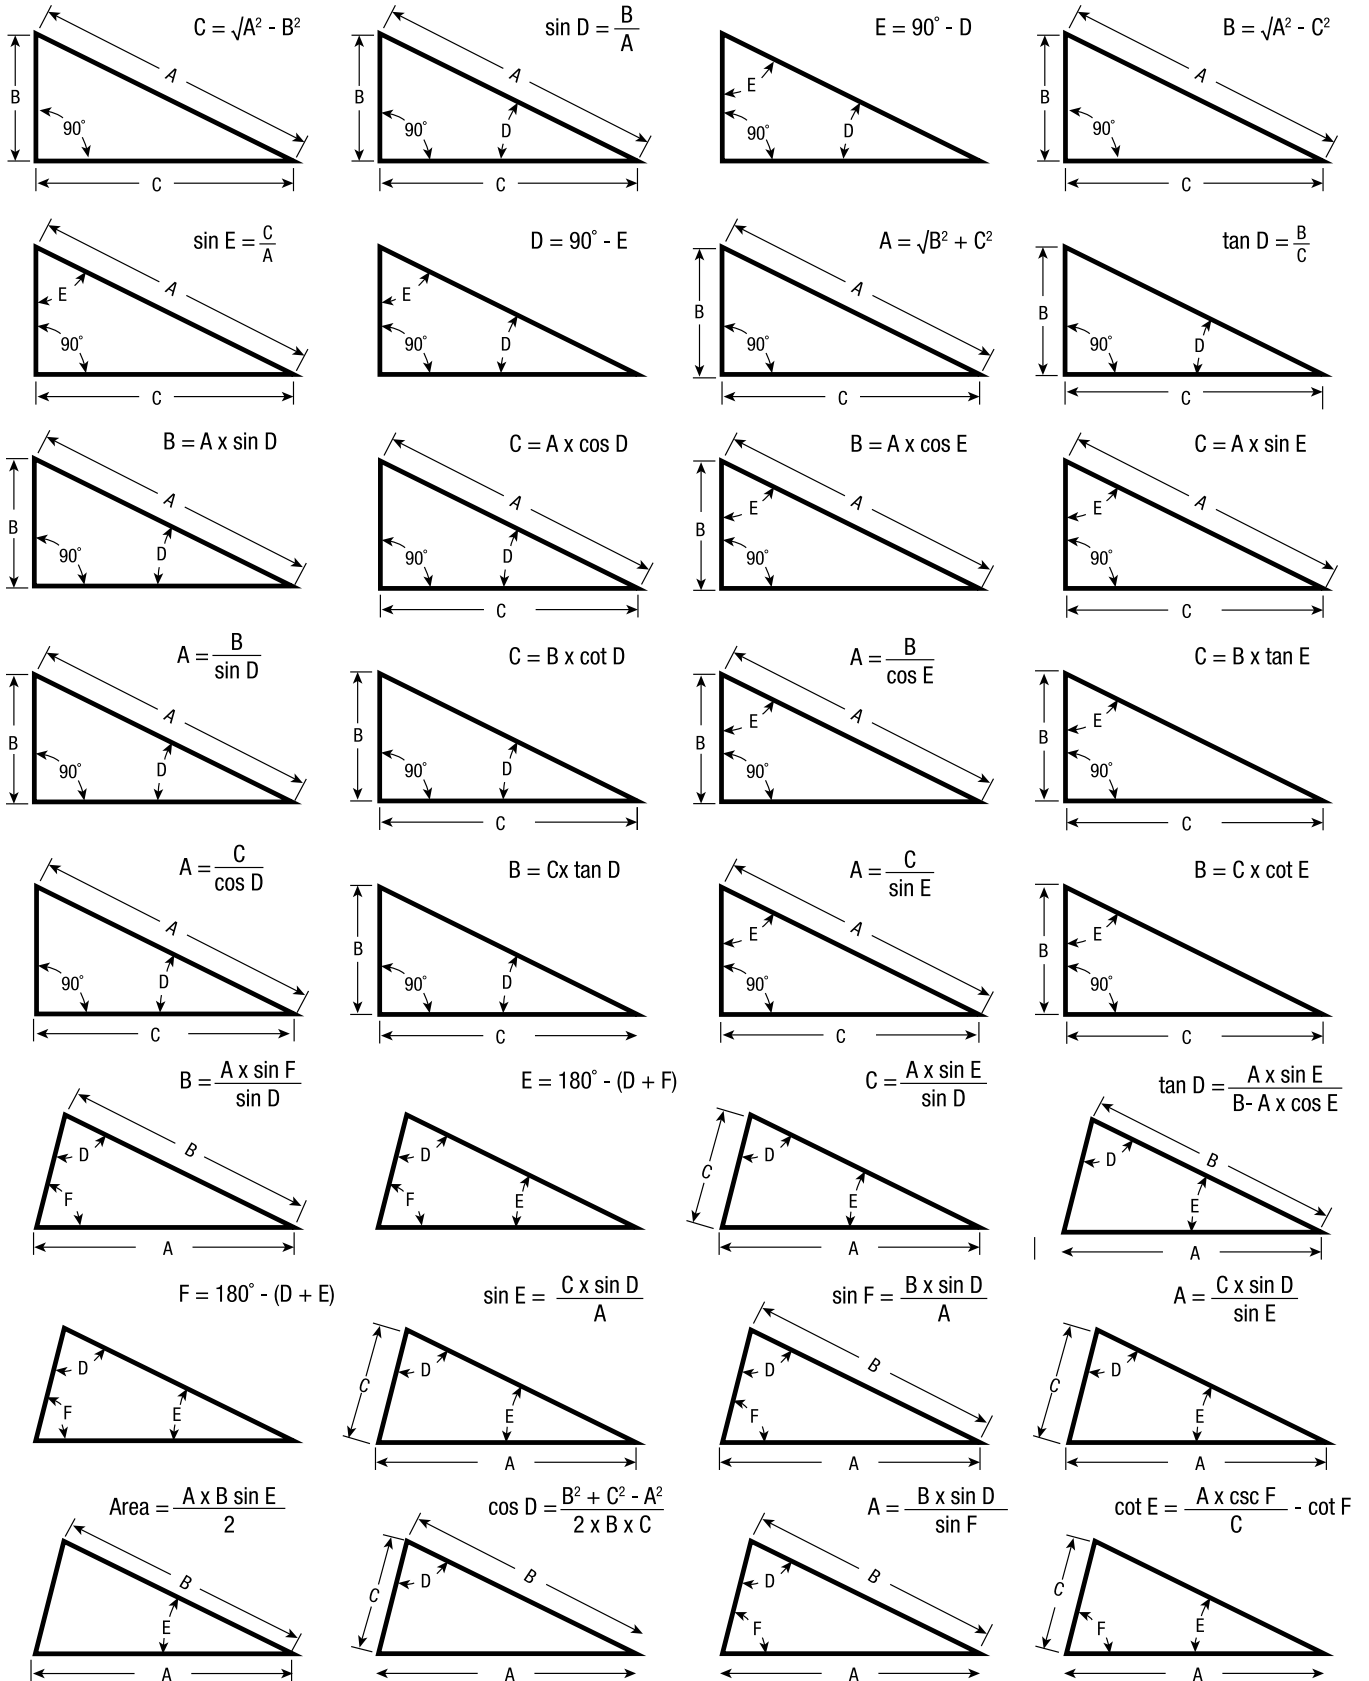 C = √A² - B²
A
B
90°
C
sin D = B/A
A
B
90°
D
C
E = 90° - D
E
90°
D
B = √A² - C²
A
B
90°
C
sin E = C/A
E
A
90°
C
D = 90° - E
E
90°
D
A = √B² + C²
A
B
90°
C
tan D = B/C
B
90°
D
C
B = A x sin D
A
B
90°
D
C = A x cos D
A
90°
D
C
B = A x cos E
A
E
B
90°
C = A x sin E
A
E
90°
C
A = B/sin D
A
B
90°
D
C = B x cot D
B
90°
D
C
A = B/cos E
A
E
B
90°
C = B x tan E
E
B
90°
C
A = C/cos D
A
90°
D
C
B = Cx tan D
B
90°
D
C
A = C/sin E
A
E
90°
C
B = C x cot E
E
B
90°
C
B = A x sin F/sin D
B
D
F
A
E = 180° - (D + F)
D
F
E
C = A x sin E/sin D
C
D
E
A
tan D = A x sin E/B- A x cos E
B
D
E
A
F = 180° - (D + E)
D
F
E
sin E = C x sin D/A
C
D
E
A
sin F = B x sin D/A
B
D
F
A
A = C x sin D/sin E
C
D
E
A
Area = A x B sin E/2
B
E
A
cos D = B² + C² - A²/2 x B x C
B
C
D
A
A = B x sin D/sin F
B
D
F
A
cot E = A x csc F/C - cot F
C
F
E
A